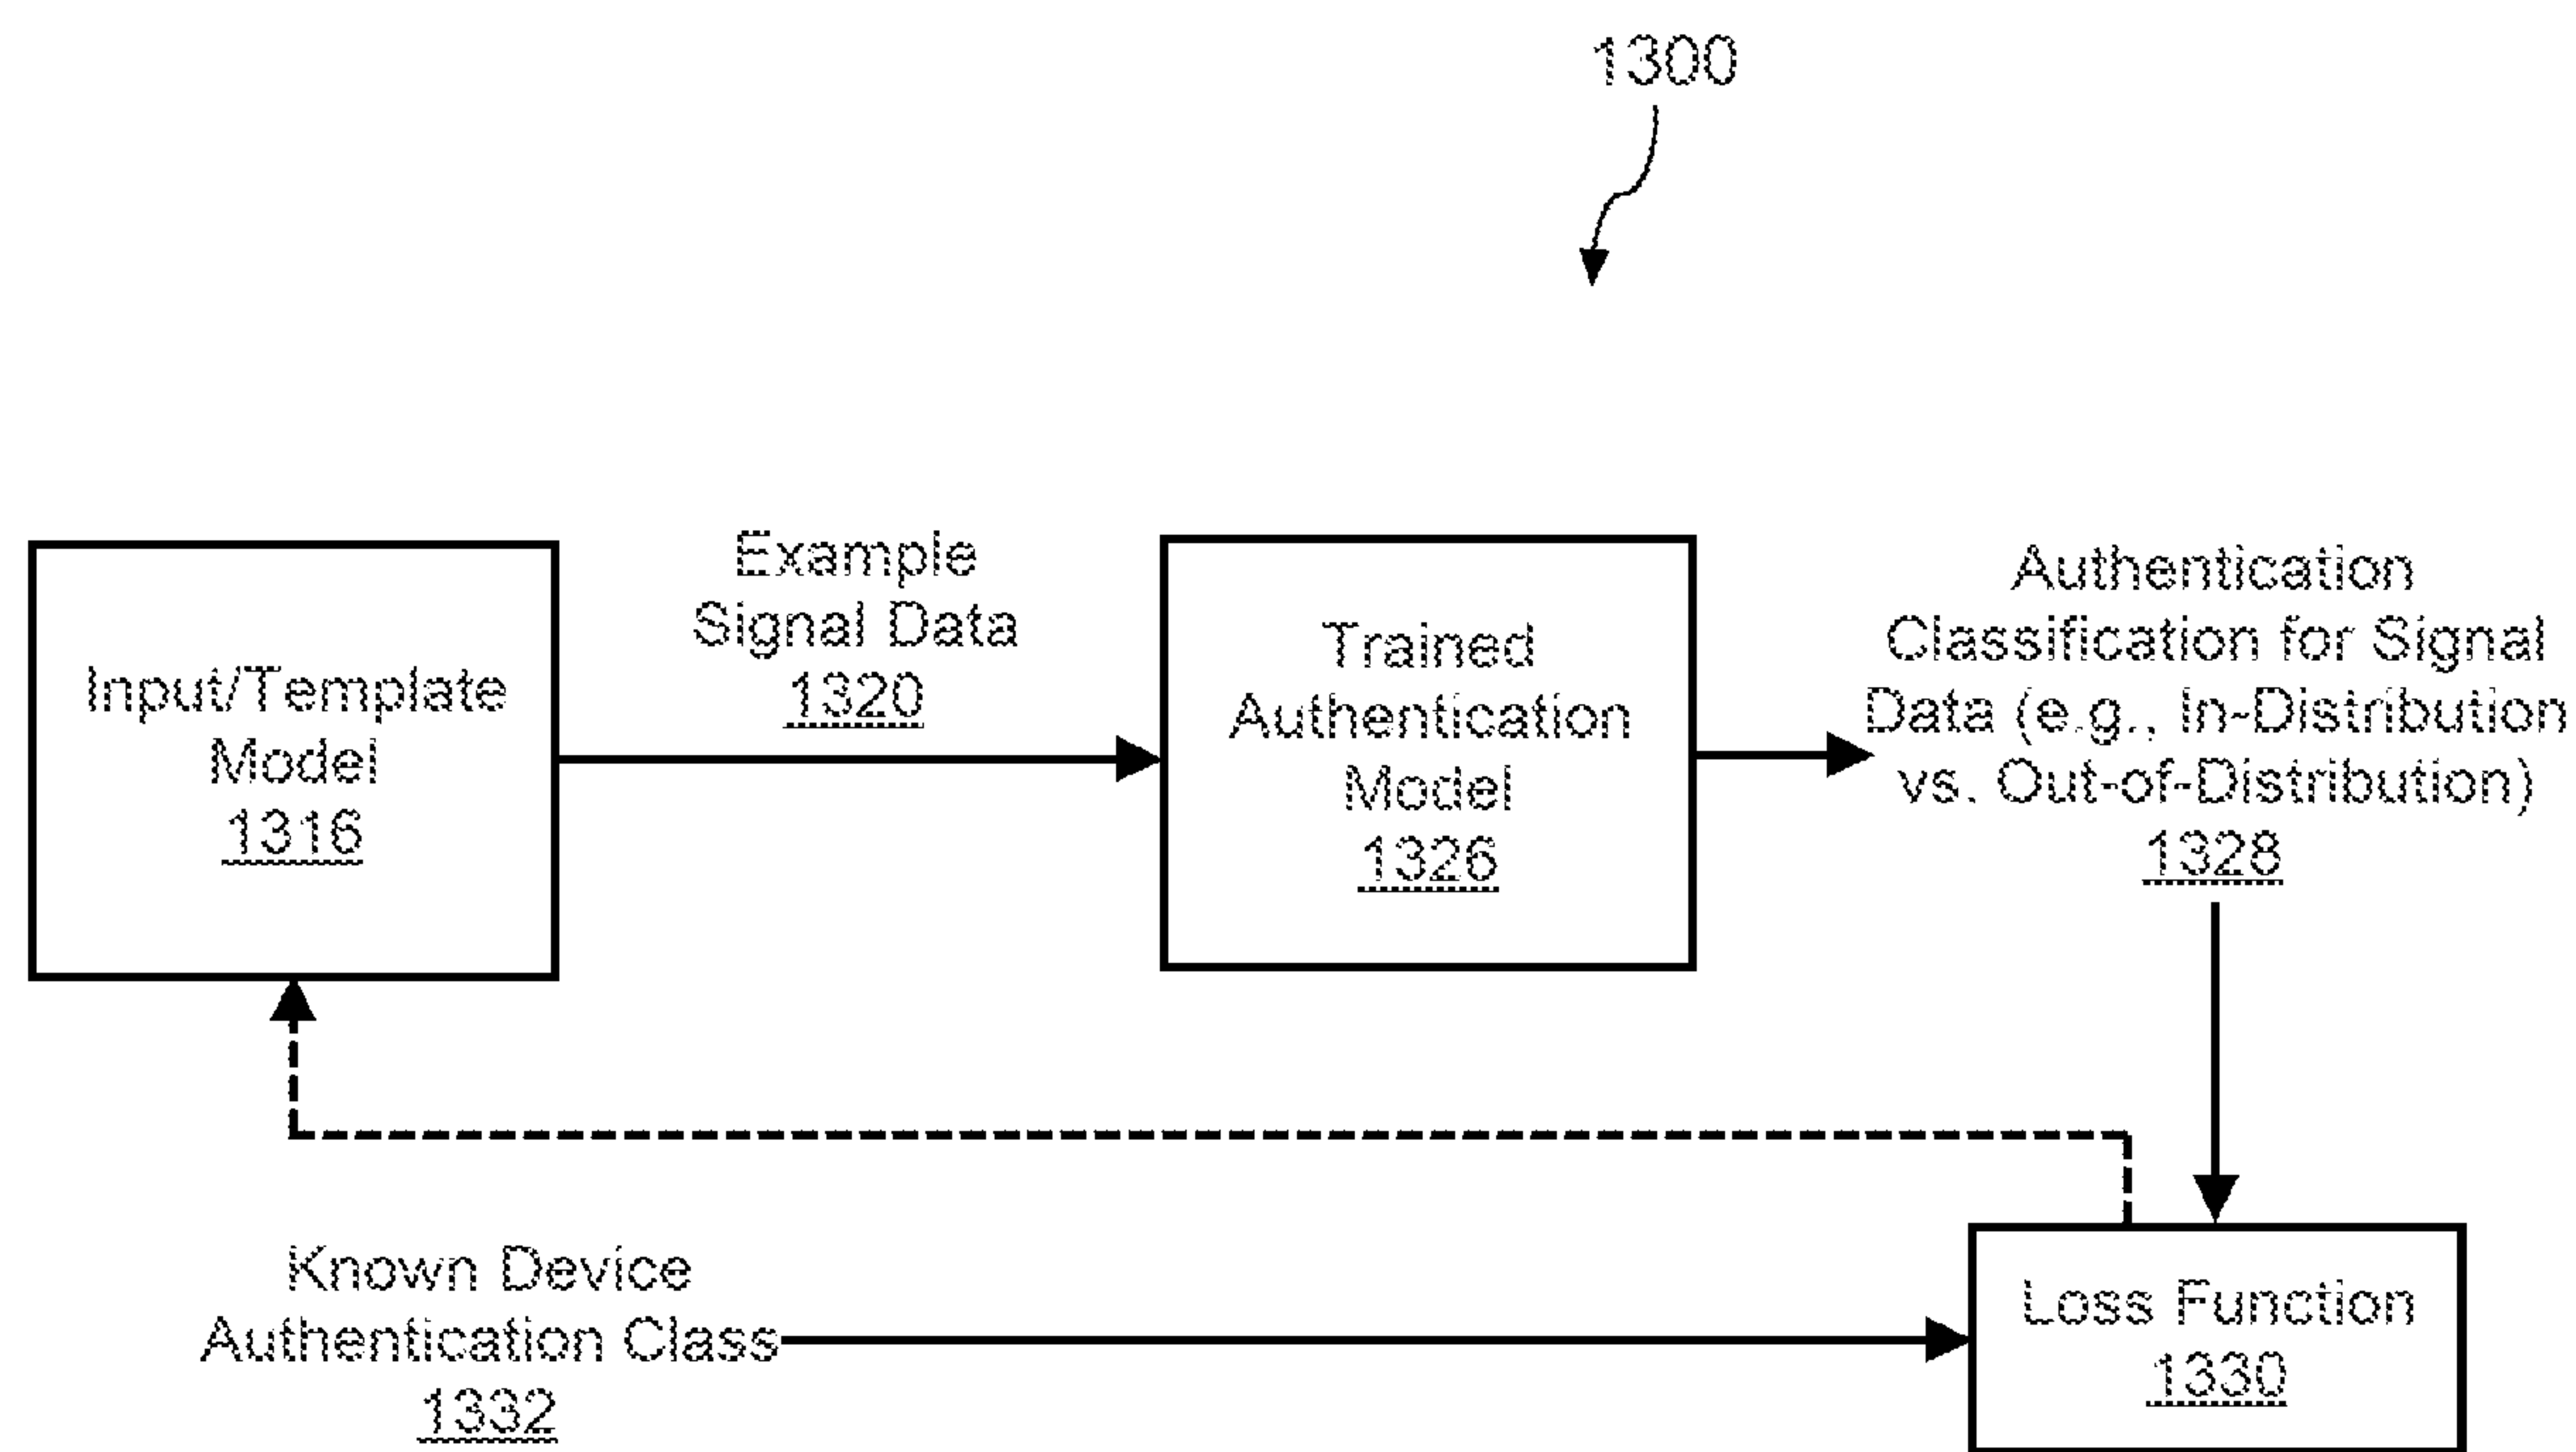 1300
Example
Signal Data
1320
Input/Template
Model
1316
Trained
Authentication
Model
1326
Authentication
Classification for Signal
Data (e.g., In-Distribution
vs. Out-of-Distribution)
1328
Known Device
Authentication Class
1332
Loss Function
1330